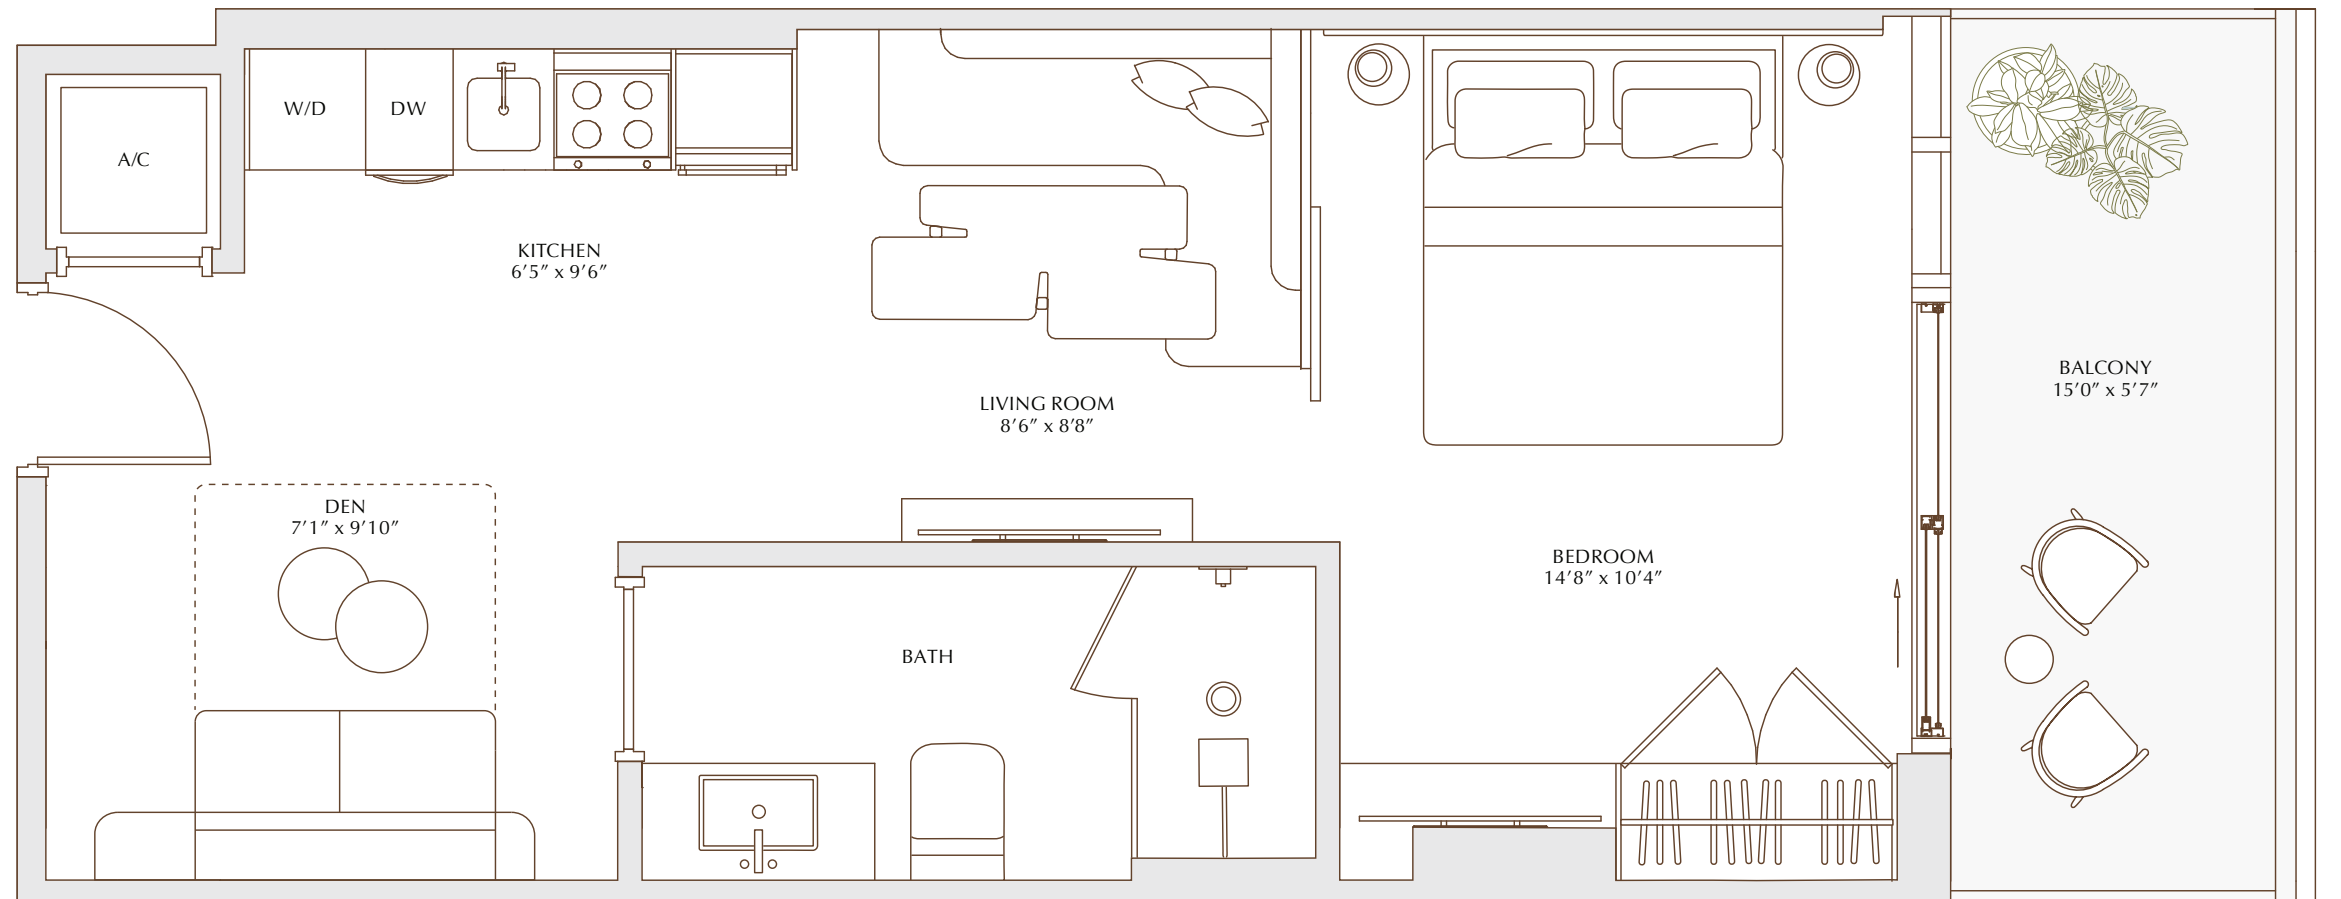 W/D
DW
A/C
KITCHEN
6’5” x 9’6”
LIVING ROOM
8’6” x 8’8”
BALCONY
15’0” x 5’7”
DEN
7’1” x 9’10”
BEDROOM
14’8” x 10’4”
BATH